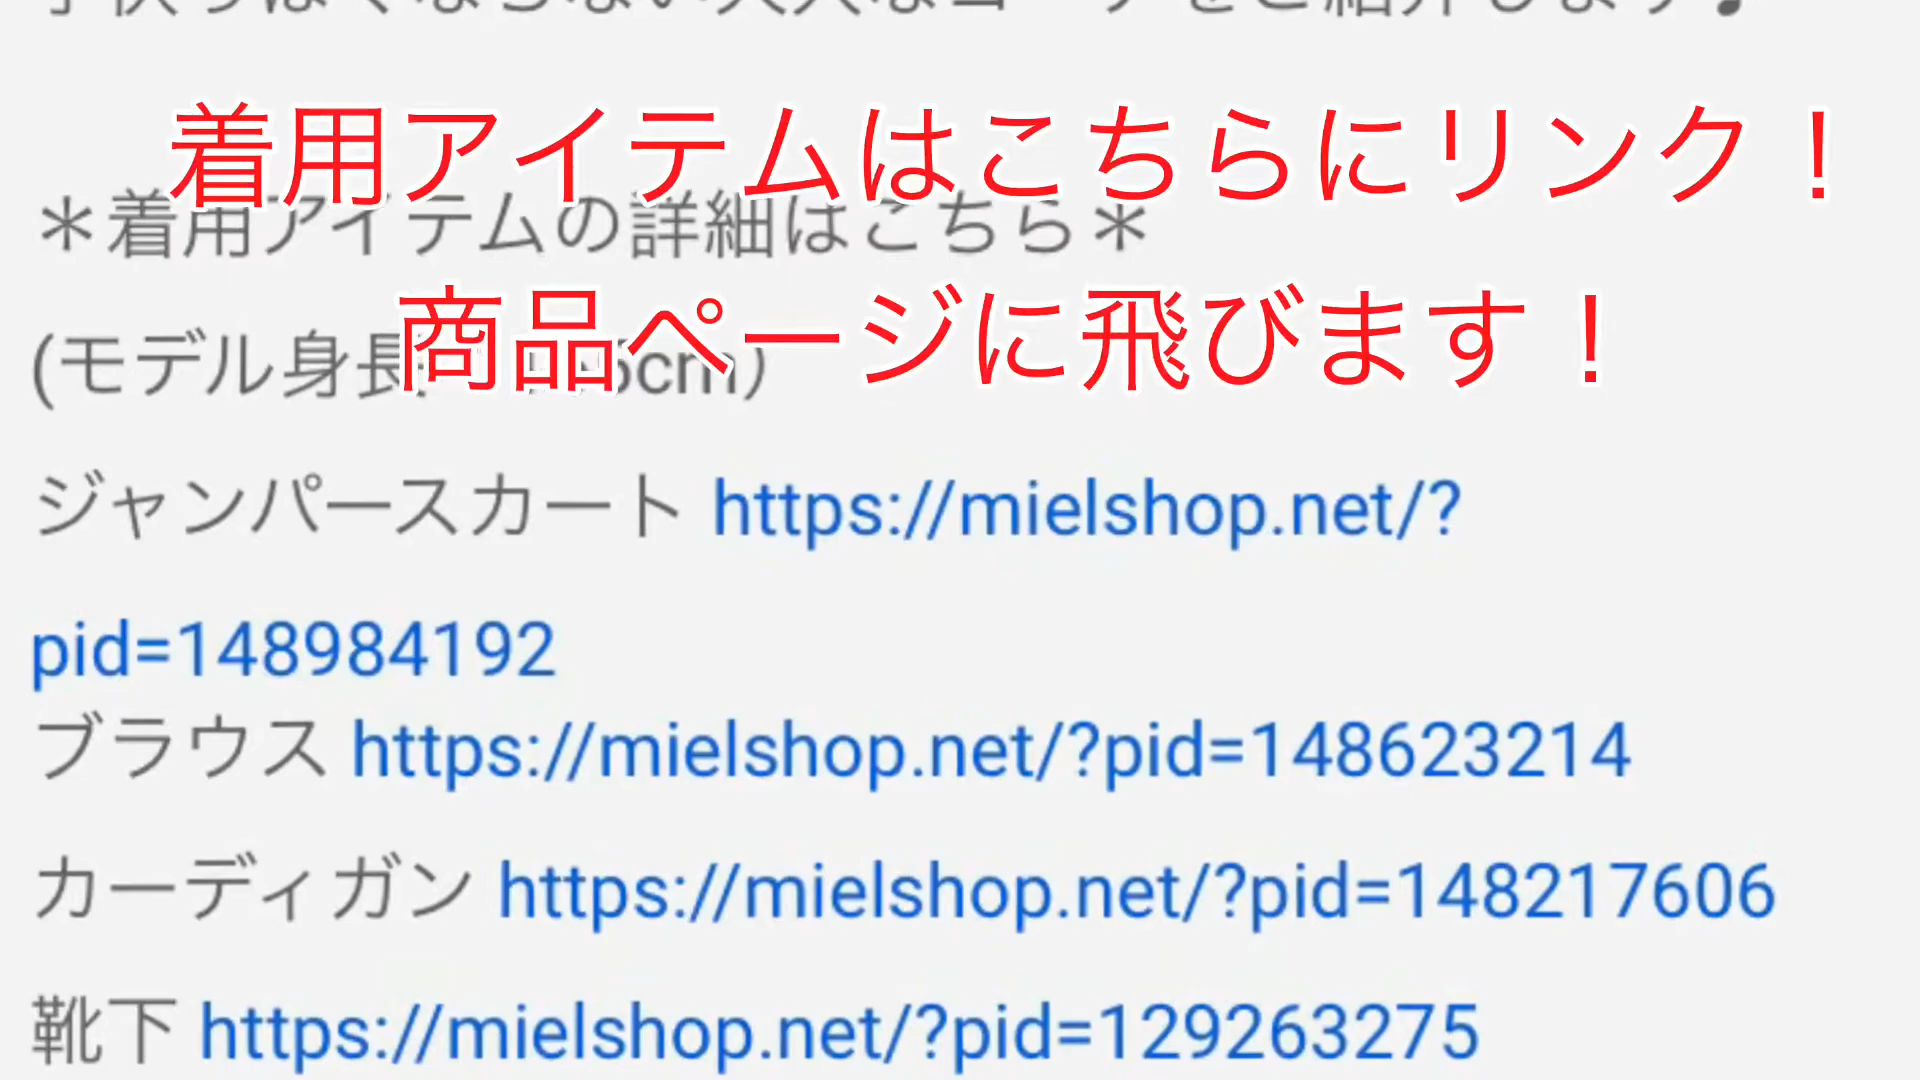 着用アイテムはこちらにリンク！
＊着用アイテムの詳細はこちら＊
商品ページに飛びます！
(モデル身長
ジャンパースカート https://mielshop.net/?
pid=148984192
ブラウス https://mielshop.net/?pid=148623214
カーディガン https://mielshop.net/?pid=148217606
靴下 https://mielshop.net/?pid=129263275